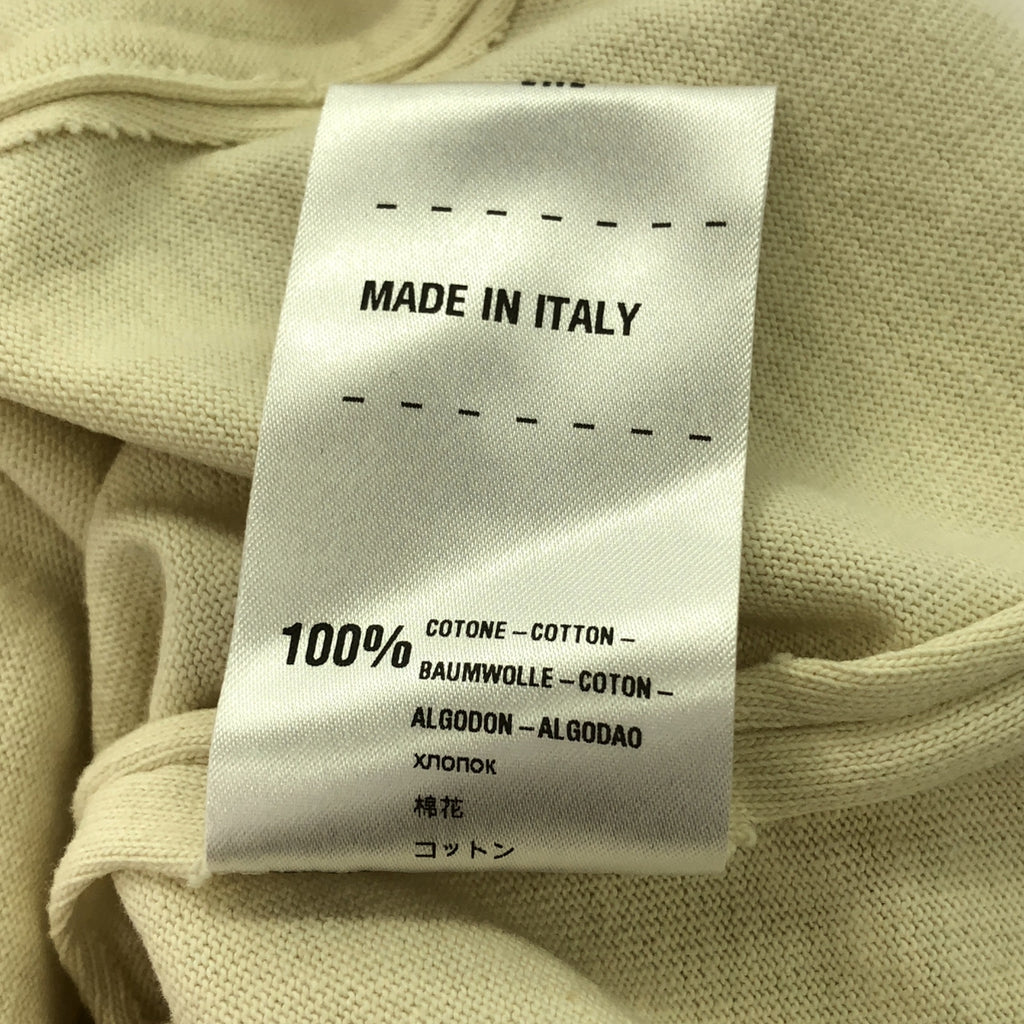 MADE IN ITALY
100% COTONE – COTTON –
BAUMWOLLE – COTON –
ALGODON – ALGODAO
хлопок
棉花
コットン